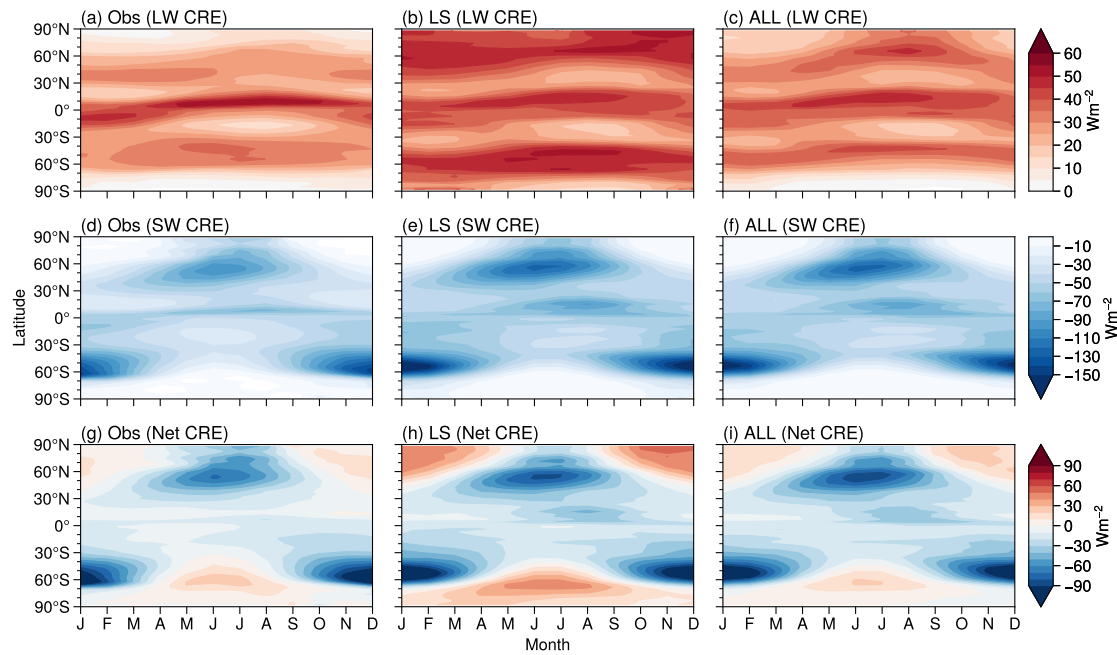 (a) Obs (LW CRE)
(b) LS (LW CRE)
(c) ALL (LW CRE)
90°N
60°N
30°N
0°
30°S
60°S
90°S
60
50
40
30
20
10
0
Wm−2
(d) Obs (SW CRE)
(e) LS (SW CRE)
(f) ALL (SW CRE)
Latitude
90°N
60°N
30°N
0°
30°S
60°S
90°S
−10
−30
−50
−70
−90
−110
−130
−150
Wm−2
(g) Obs (Net CRE)
(h) LS (Net CRE)
(i) ALL (Net CRE)
90°N
60°N
30°N
0°
30°S
60°S
90°S
90
60
30
0
−30
−60
−90
Wm−2
J F M A M J J A S O N D
J F M A M J J A S O N D
J F M A M J J A S O N D
Month